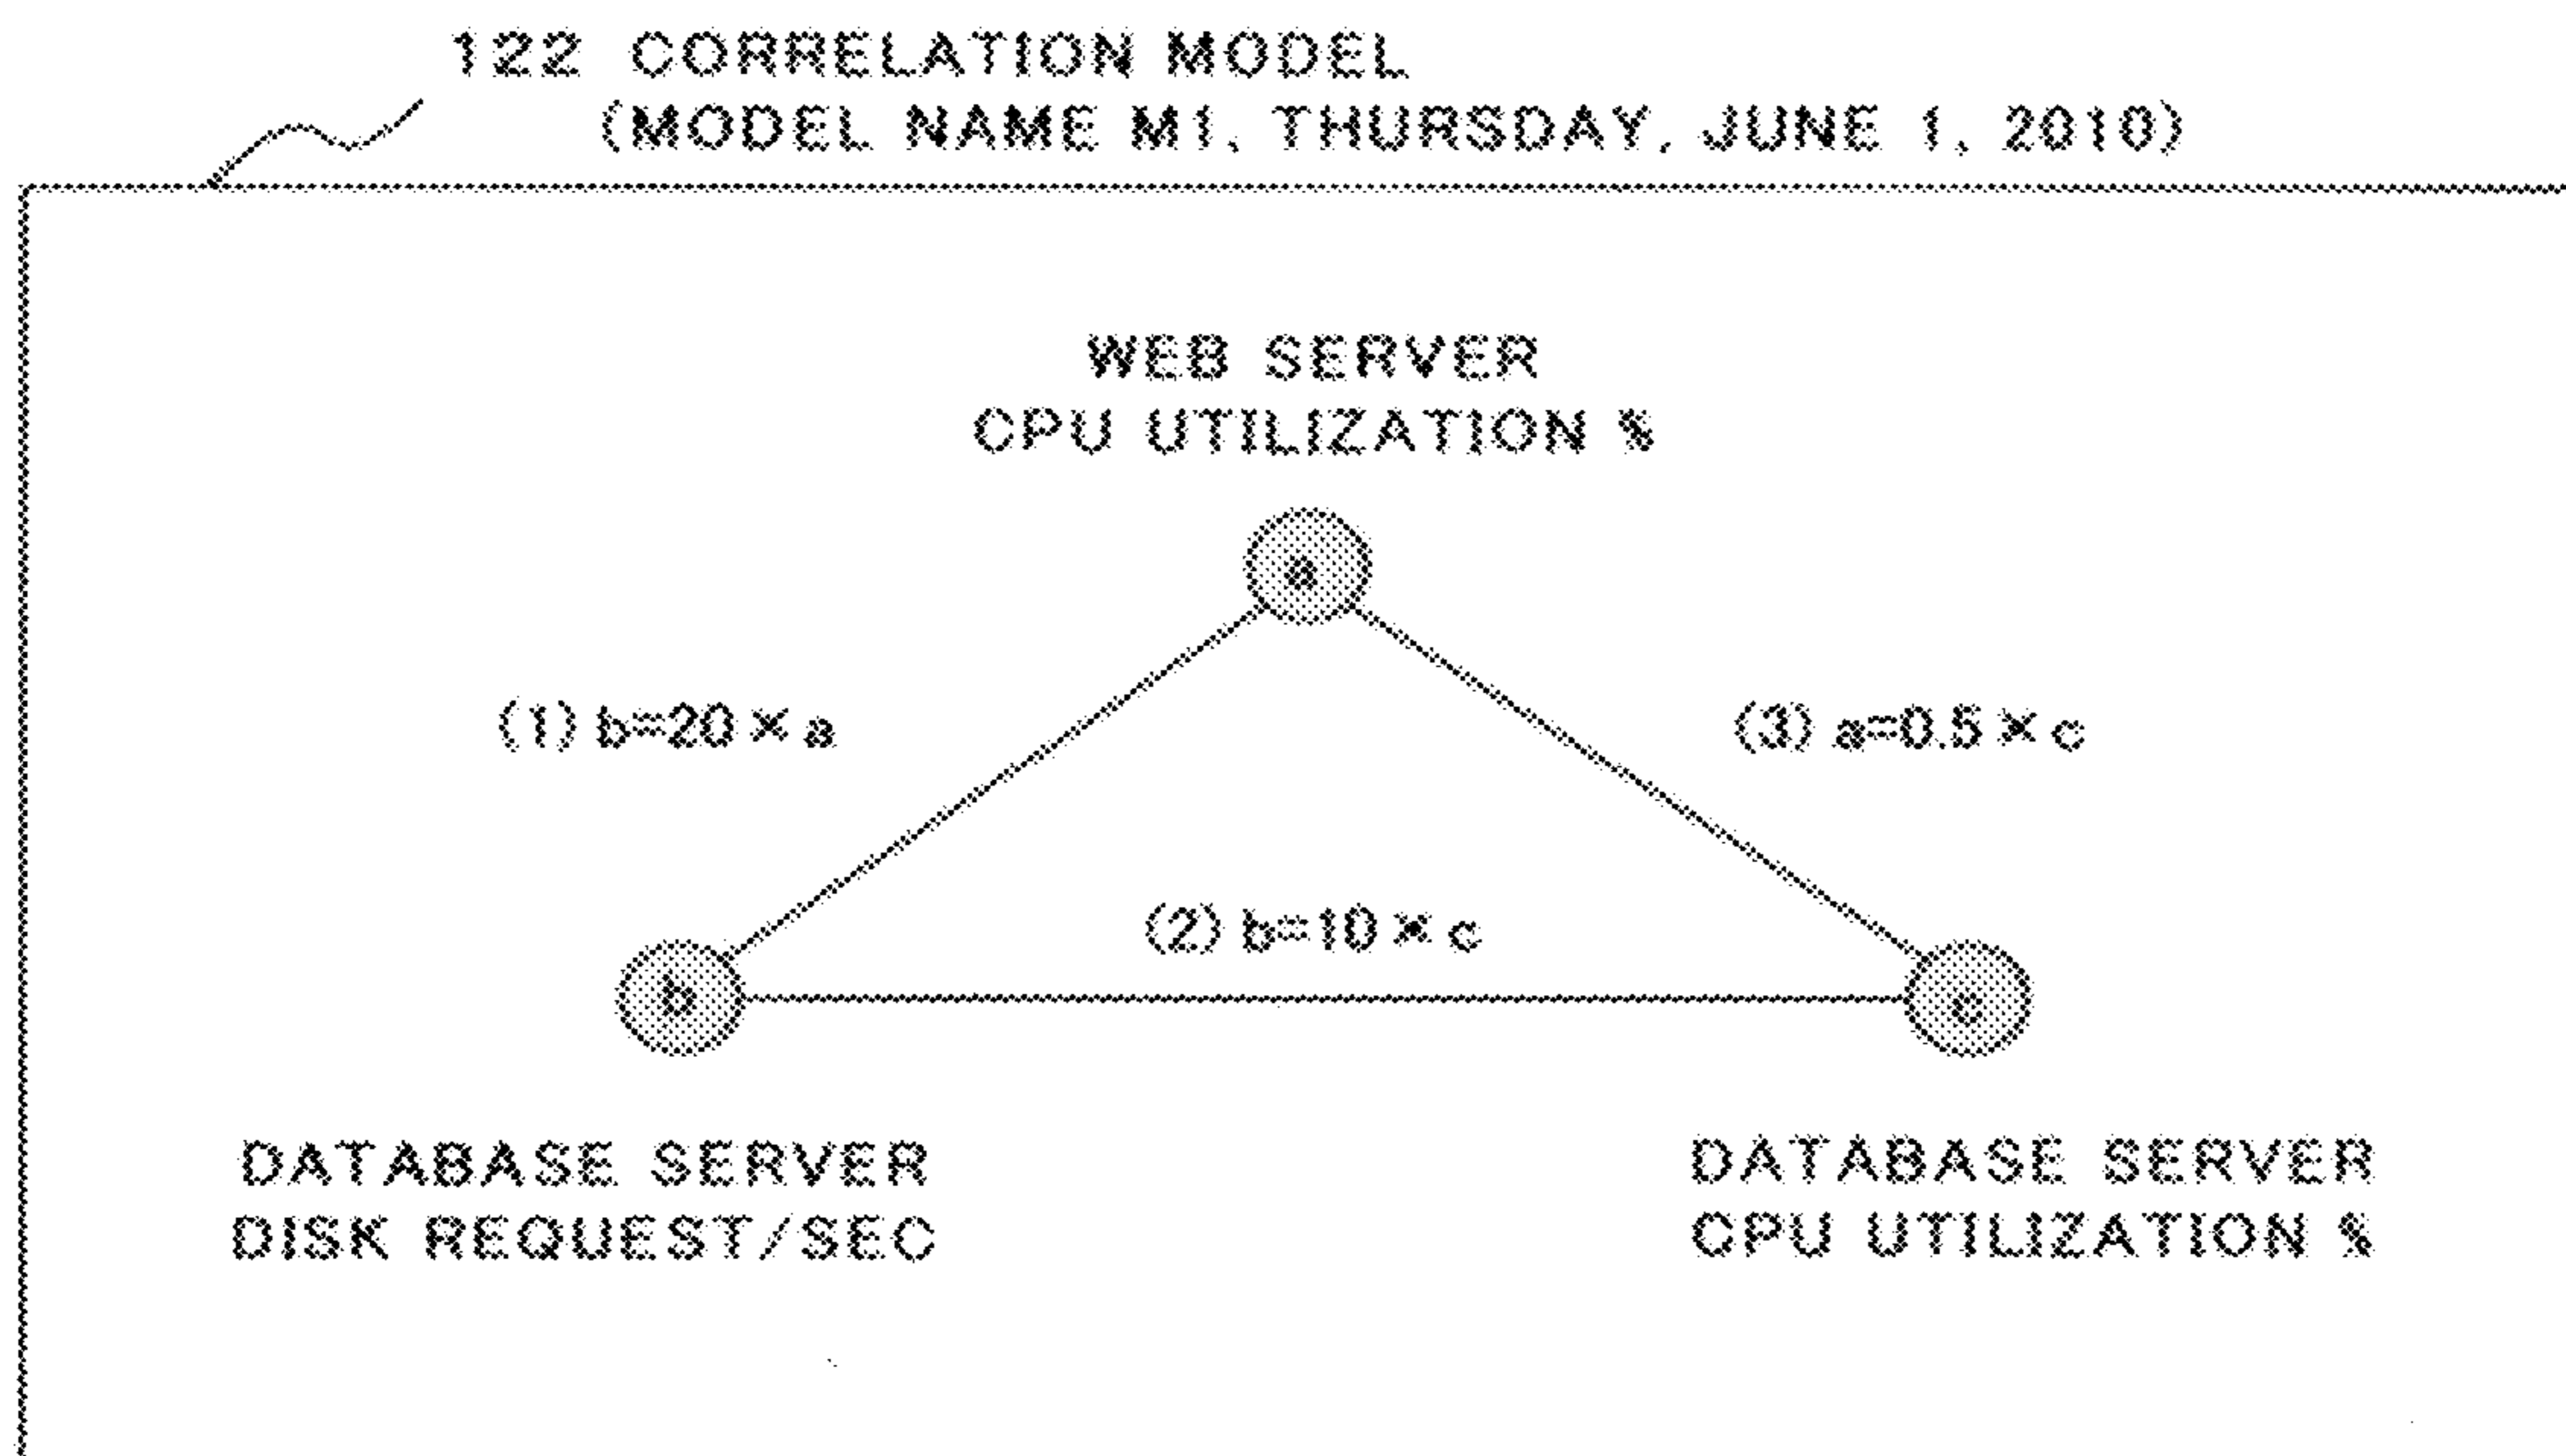 122 CORRELATION MODEL
(MODEL NAME M1, THURSDAY, JUNE 1, 2010)
WEB SERVER
CPU UTILIZATION %
a
(1) b=20×a
(3) a=0.5×c
(2) b=10×c
b
c
DATABASE SERVER
DISK REQUEST/SEC
DATABASE SERVER
CPU UTILIZATION %